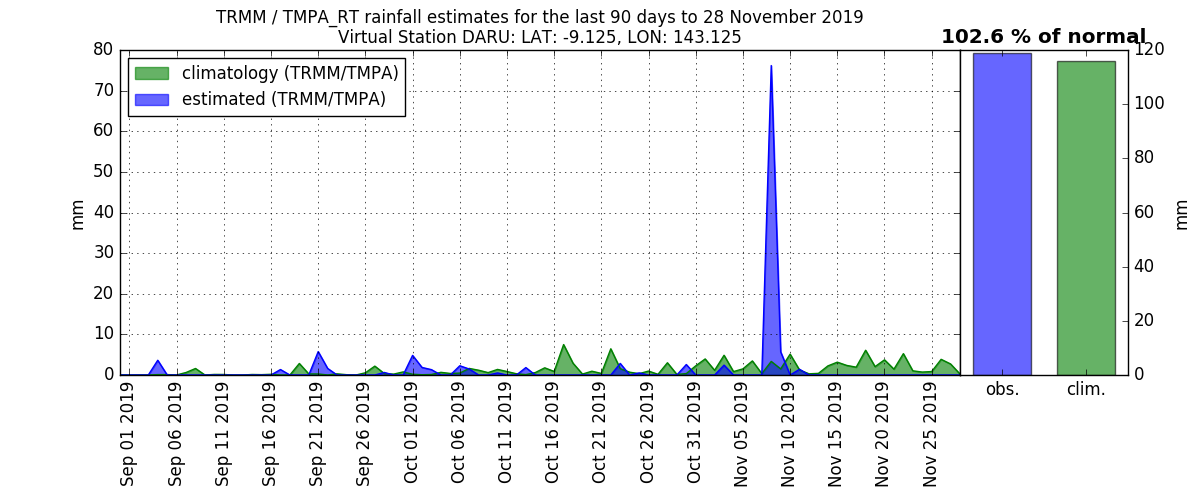 TRMM / TMPA_RT rainfall estimates for the last 90 days to 28 November 2019
Virtual Station DARU: LAT: -9.125, LON: 143.125
102.6 % of normal
climatology (TRMM/TMPA)
estimated (TRMM/TMPA)
80
70
60
50
40
30
20
10
0
mm
Sep 01 2019
Sep 06 2019
Sep 11 2019
Sep 16 2019
Sep 21 2019
Sep 26 2019
Oct 01 2019
Oct 06 2019
Oct 11 2019
Oct 16 2019
Oct 21 2019
Oct 26 2019
Oct 31 2019
Nov 05 2019
Nov 10 2019
Nov 15 2019
Nov 20 2019
Nov 25 2019
120
100
80
60
40
20
0
mm
obs.
clim.